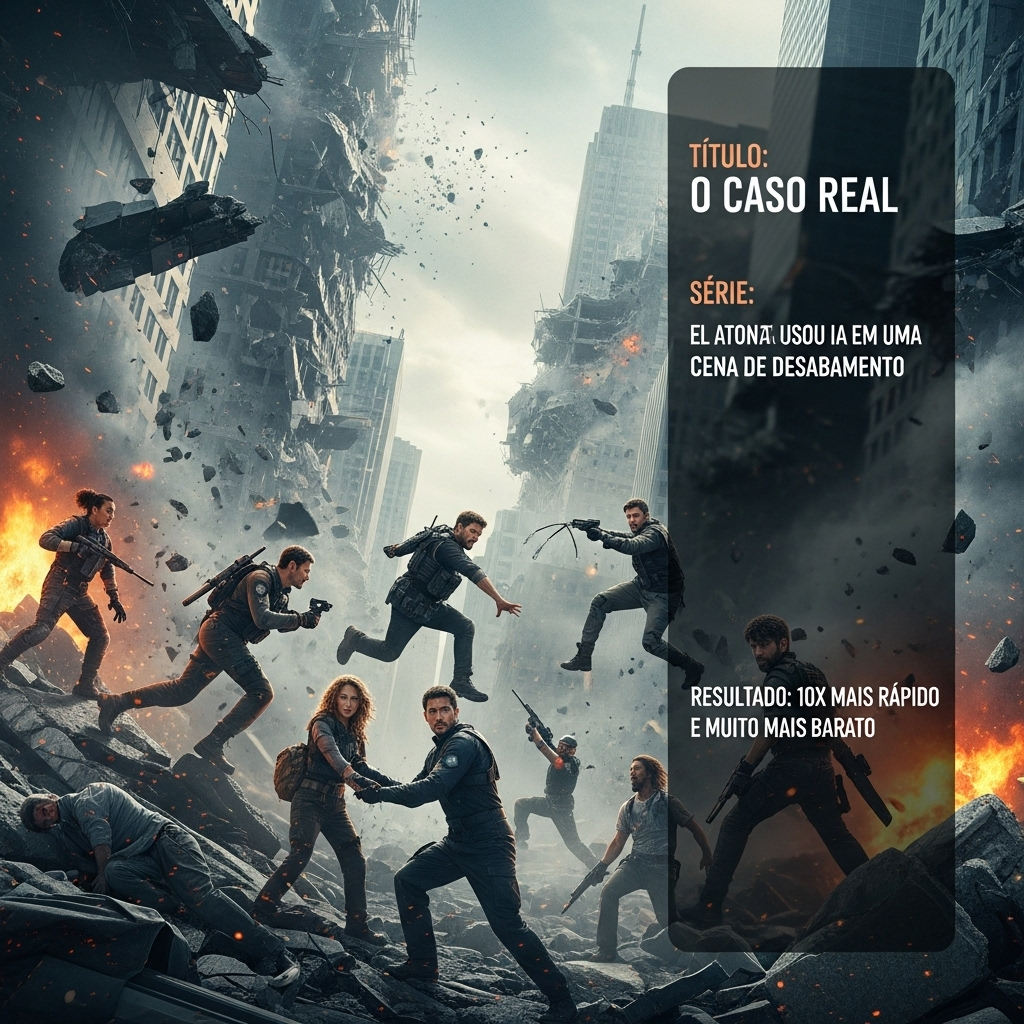 TÍTULO:
O CASO REAL
SÉRIE:
EL USOU IA EM UMA
CENA DE DESABAMENTO
RESULTADO: 10X MAIS RÁPIDO
E MUITO MAIS BARATO